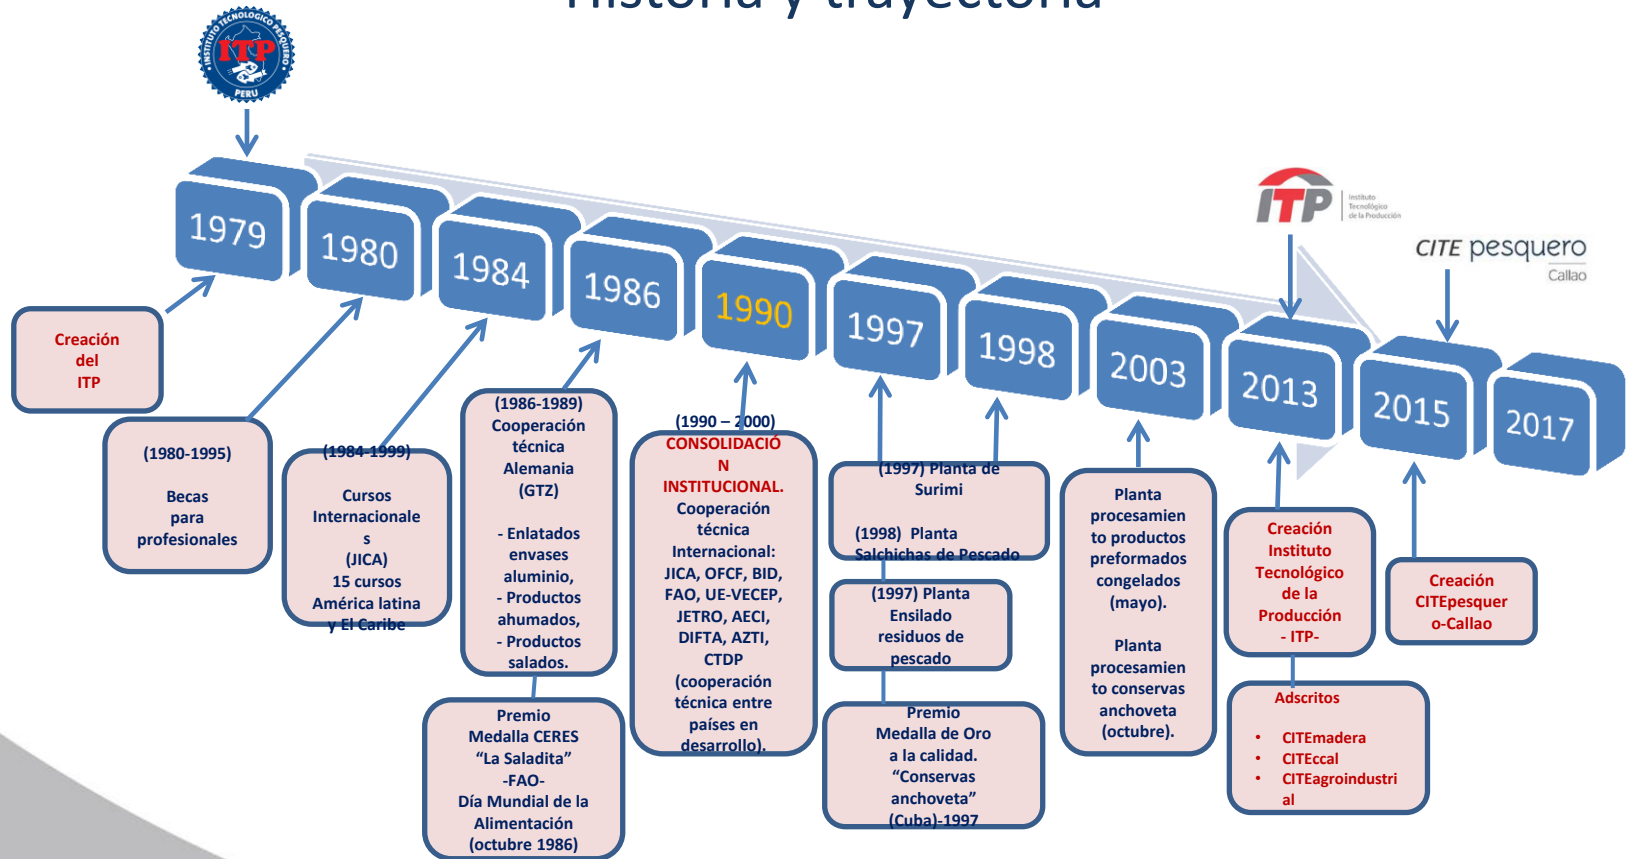 Historia y trayectoria
INSTITUTO TECNOLOGICO PESQUERO
ITP
PERU
1979
1980
1984
1986
1990
1997
1998
2003
2013
2015
2017
ITP
Instituto
Tecnológico
de la Producción
CITE pesquero
Callao
Creación
del
ITP
(1980-1995)
Becas
para
profesionales
(1984-1999)
Cursos
Internacionale
s
(JICA)
15 cursos
América latina
y El Caribe
(1986-1989)
Cooperación
técnica
Alemania
(GTZ)
- Enlatados
envases
aluminio,
- Productos
ahumados,
- Productos
salados.
Premio
Medalla CERES
“La Saladita”
-FAO-
Día Mundial de la
Alimentación
(octubre 1986)
(1990 – 2000)
CONSOLIDACIÓ
N
INSTITUCIONAL.
Cooperación
técnica
Internacional:
JICA, OFCF, BID,
FAO, UE-VECEP,
JETRO, AECI,
DIFTA, AZTI,
CTDP
(cooperación
técnica entre
países en
desarrollo).
(1997) Planta de
Surimi
(1998) Planta
Salchichas de Pescado
(1997) Planta
Ensilado
residuos de
pescado
Premio
Medalla de Oro
a la calidad.
“Conservas
anchoveta”
(Cuba)-1997
Planta
procesamien
to productos
preformados
congelados
(mayo).
Planta
procesamien
to conservas
anchoveta
(octubre).
Creación
Instituto
Tecnológico
de la
Producción
- ITP-
Adscritos
• CITEmadera
• CITEccal
• CITEagroindustri
al
Creación
CITEpesquer
o-Callao